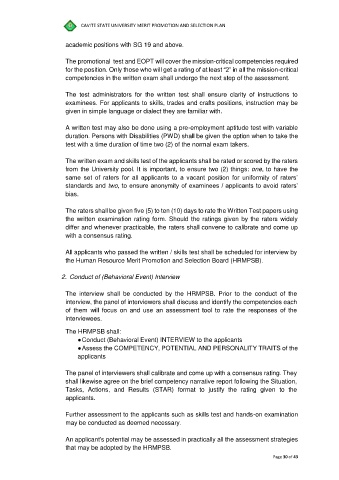 CAVITE STATE UNIVERSITY MERIT PROMOTION AND SELECTION PLAN
academic positions with SG 19 and above.
The promotional test and EOPT will cover the mission-critical competencies required
for the position. Only those who will get a rating of at least "2" in all the mission-critical
competencies in the written exam shall undergo the next step of the assessment.
The test administrators for the written test shall ensure clarity of instructions to
examinees. For applicants to skills, trades and crafts positions, instruction may be
given in simple language or dialect they are familiar with.
A written test may also be done using a pre-employment aptitude test with variable
duration. Persons with Disabilities (PWD) shall be given the option when to take the
test with a time duration of time two (2) of the normal exam takers.
The written exam and skills test of the applicants shall be rated or scored by the raters
from the University pool. It is important, to ensure two (2) things: one, to have the
same set of raters for all applicants to a vacant position for uniformity of raters'
standards and two, to ensure anonymity of examinees / applicants to avoid raters'
bias.
The raters shall be given five (5) to ten (10) days to rate the Written Test papers using
the written examination rating form. Should the ratings given by the raters widely
differ and whenever practicable, the raters shall convene to calibrate and come up
with a consensus rating.
All applicants who passed the written / skills test shall be scheduled for interview by
the Human Resource Merit Promotion and Selection Board (HRMPSB).
2. Conduct of (Behavioral Event) Interview
The interview shall be conducted by the HRMPSB. Prior to the conduct of the
interview, the panel of interviewers shall discuss and identify the competencies each
of them will focus on and use an assessment tool to rate the responses of the
interviewees.
The HRMPSB shall:
●Conduct (Behavioral Event) INTERVIEW to the applicants
●Assess the COMPETENCY, POTENTIAL AND PERSONALITY TRAITS of the
applicants
The panel of interviewers shall calibrate and come up with a consensus rating. They
shall likewise agree on the brief competency narrative report following the Situation,
Tasks, Actions, and Results (STAR) format to justify the rating given to the
applicants.
Further assessment to the applicants such as skills test and hands-on examination
may be conducted as deemed necessary.
An applicant's potential may be assessed in practically all the assessment strategies
that may be adopted by the HRMPSB.
Page 30 of 43